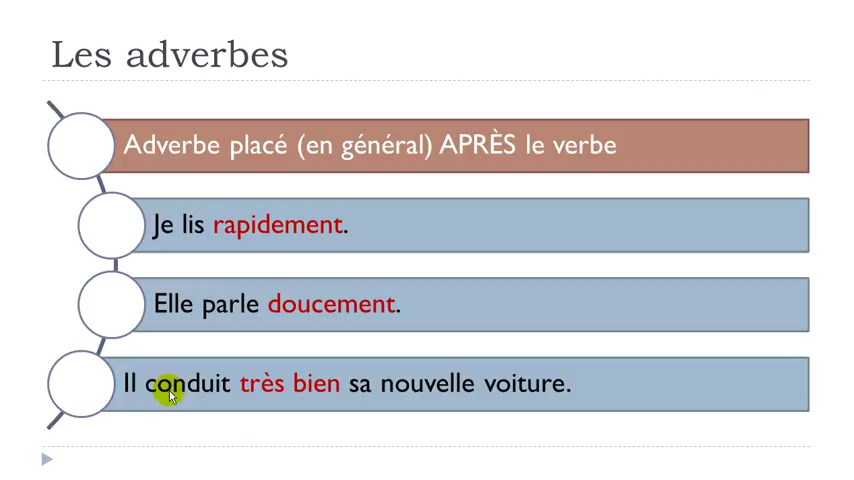 Les adverbes
Adverbe placé (en général) APRÈS le verbe
Je lis rapidement.
Elle parle doucement.
Il conduit très bien sa nouvelle voiture.